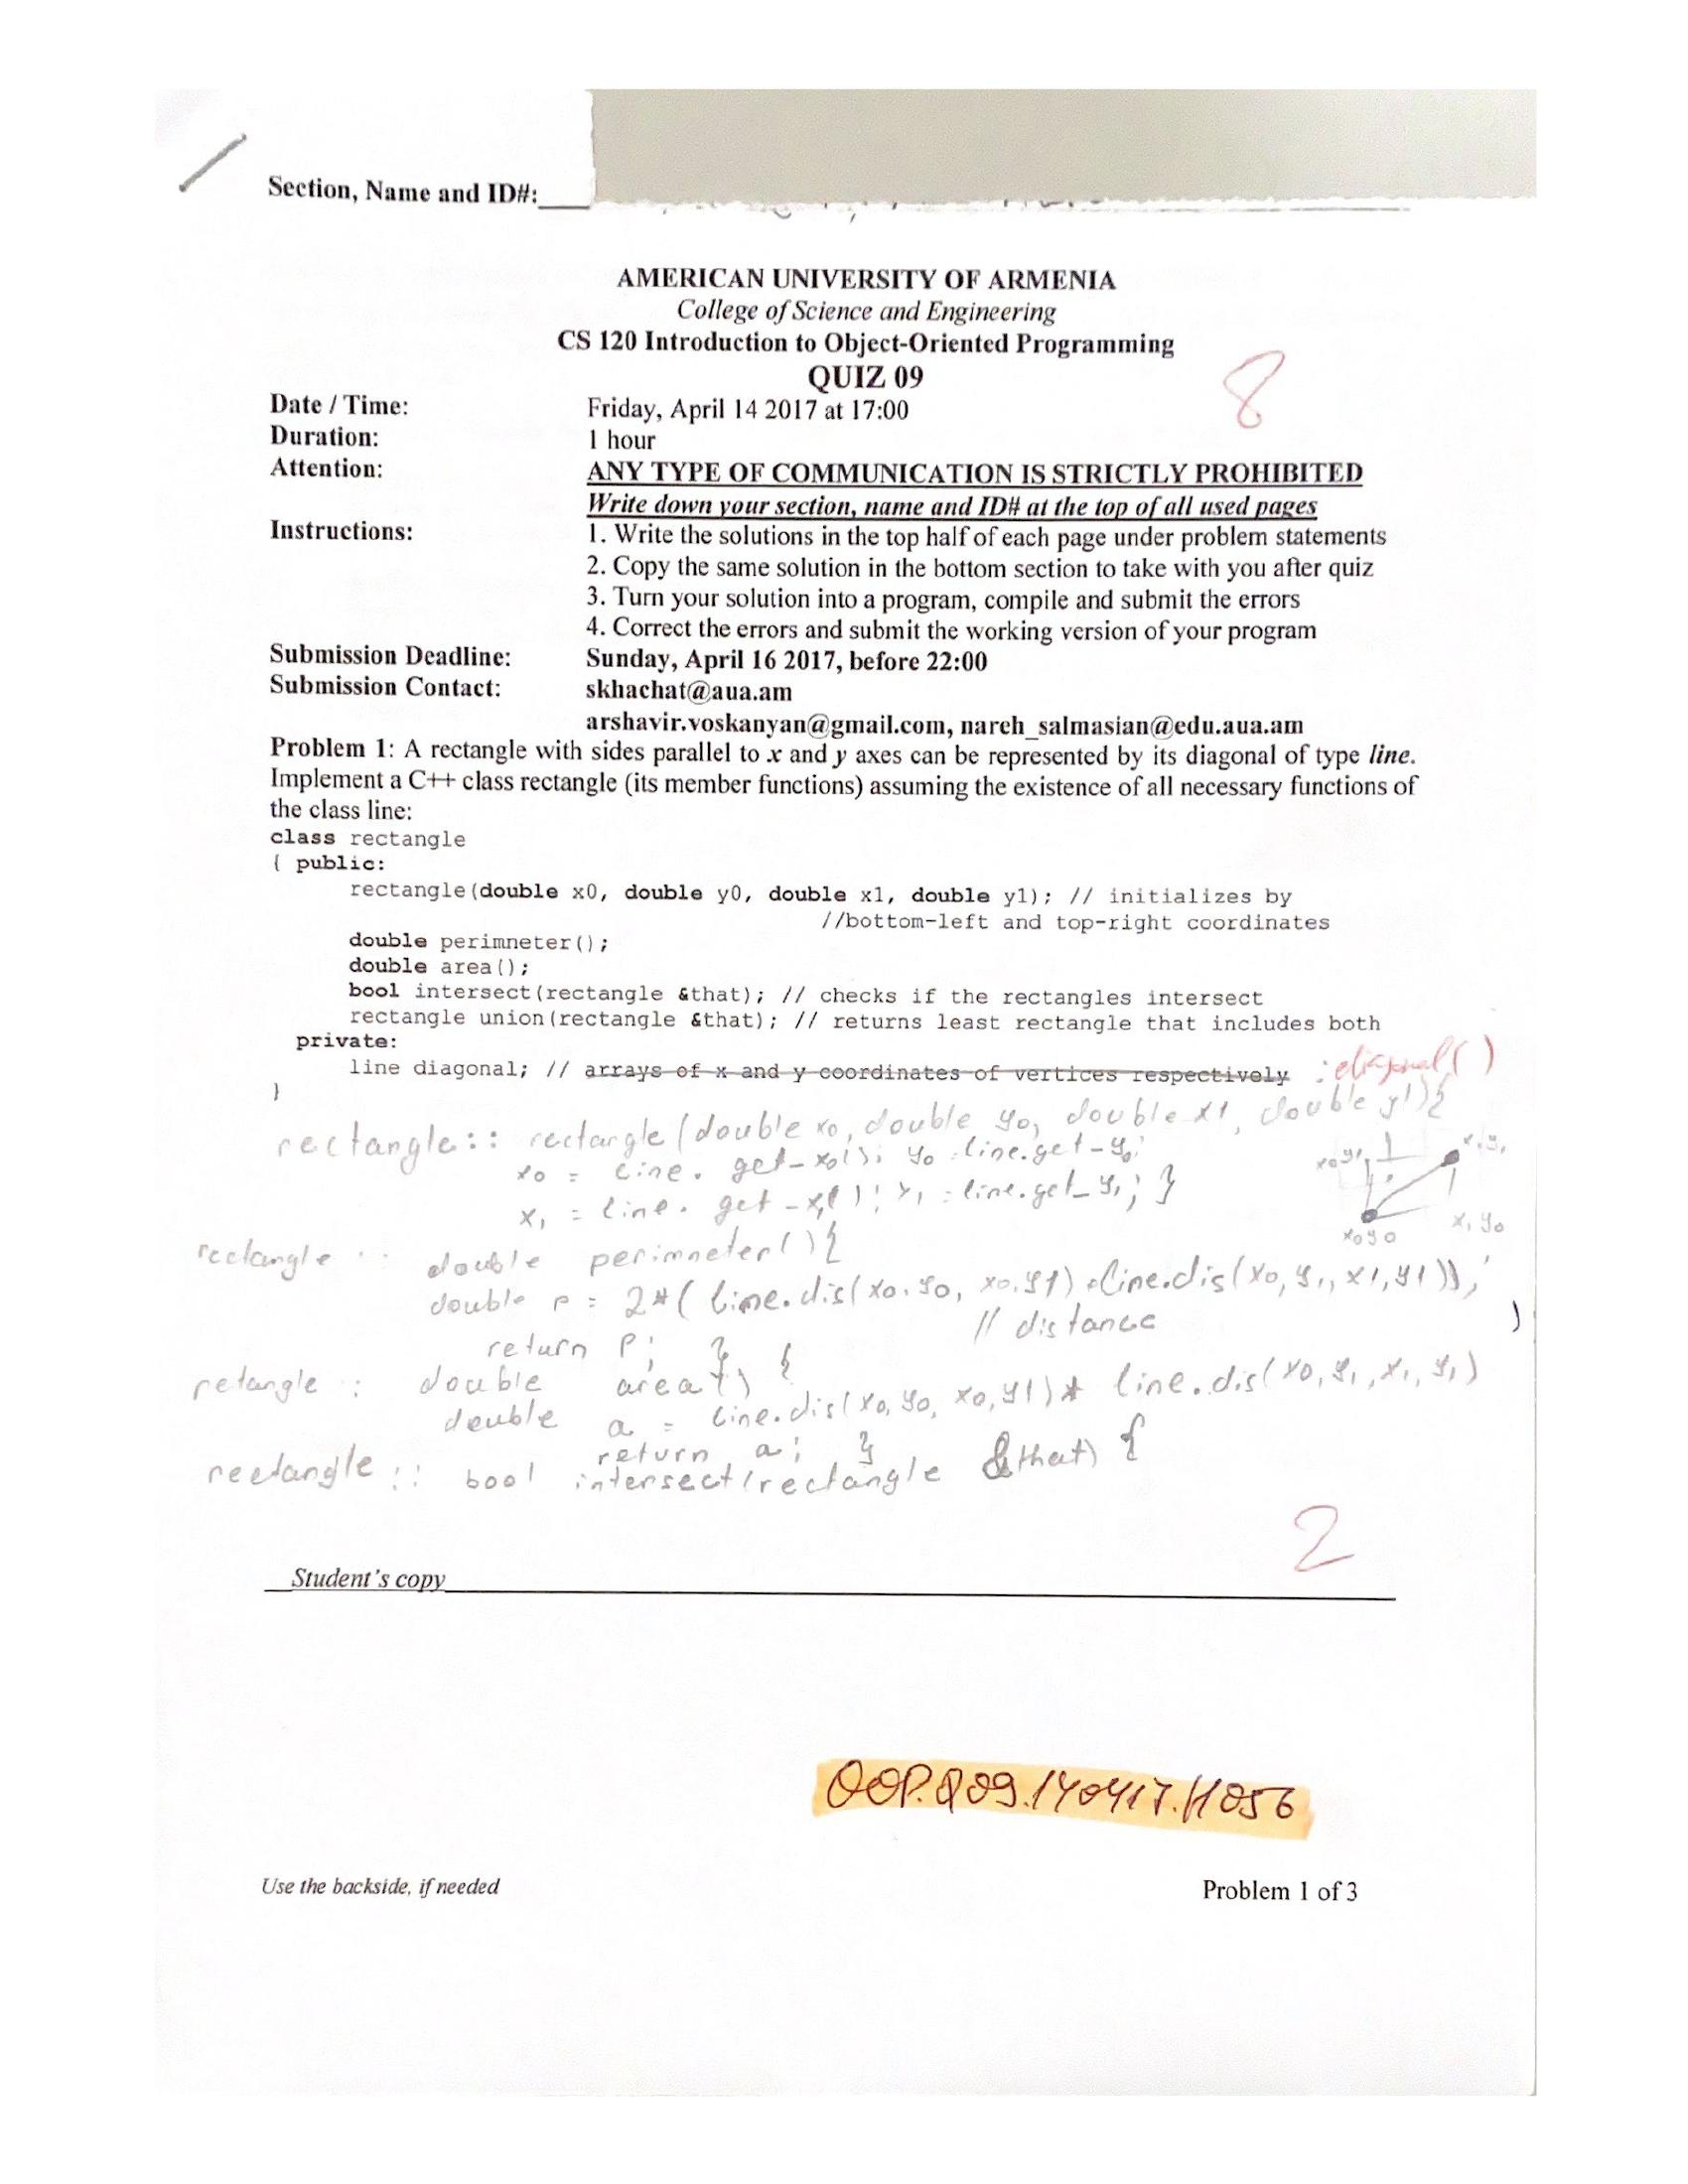 Section, Name and ID#:
AMERICAN UNIVERSITY OF ARMENIA
College of Science and Engineering
CS 120 Introduction to Object-Oriented Programming
QUIZ 09
8
Date / Time: Friday, April 14 2017 at 17:00
Duration: 1 hour
Attention: ANY TYPE OF COMMUNICATION IS STRICTLY PROHIBITED
Write down your section, name and ID# at the top of all used pages
Instructions: 1. Write the solutions in the top half of each page under problem statements
2. Copy the same solution in the bottom section to take with you after quiz
3. Turn your solution into a program, compile and submit the errors
4. Correct the errors and submit the working version of your program
Submission Deadline: Sunday, April 16 2017, before 22:00
Submission Contact: skhachat@aua.am
arshavir.voskanyan@gmail.com, nareh_salmasian@edu.aua.am
Problem 1: A rectangle with sides parallel to x and y axes can be represented by its diagonal of type line.
Implement a C++ class rectangle (its member functions) assuming the existence of all necessary functions of
the class line:
class rectangle
{ public:
rectangle(double x0, double y0, double x1, double y1); // initializes by
//bottom-left and top-right coordinates
double perimneter();
double area();
bool intersect(rectangle &that); // checks if the rectangles intersect
rectangle union(rectangle &that); // returns least rectangle that includes both
private:
line diagonal; // arrays of x and y coordinates of vertices respectively : diagonal()
}
rectangle:: rectargle(double x0, double y0, double x1, double y1){
x0 = line. get-x0(); y0 = line.get-y0;
x1 = line. get-x1(); y1 = line.get_y1; }
x0y1 x1y1
x0y0 x1y0
rectangle :: double perimneter(){
double p = 2*( line.dis(x0,y0, x0,y1) + line.dis(x0,y1,x1,y1));
// distance
return p; }
retangle : double area() {
double a = line.dis(x0,y0, x0,y1)* line.dis(x0,y1,x1,y1)
return a; }
rectangle :: bool intersect(rectangle &that) {
2
Student's copy
OOP.Q09.140417.H056
Use the backside, if needed Problem 1 of 3